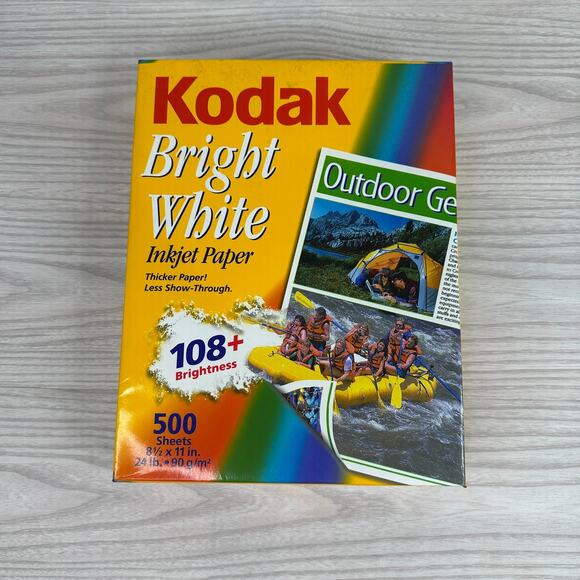 Kodak
Bright
White
Inkjet Paper
Thicker Paper!
Less Show-Through.
108+
Brightness
500
Sheets
8½ x 11 in.
24 lb. • 90 g/m²
Outdoor Ge